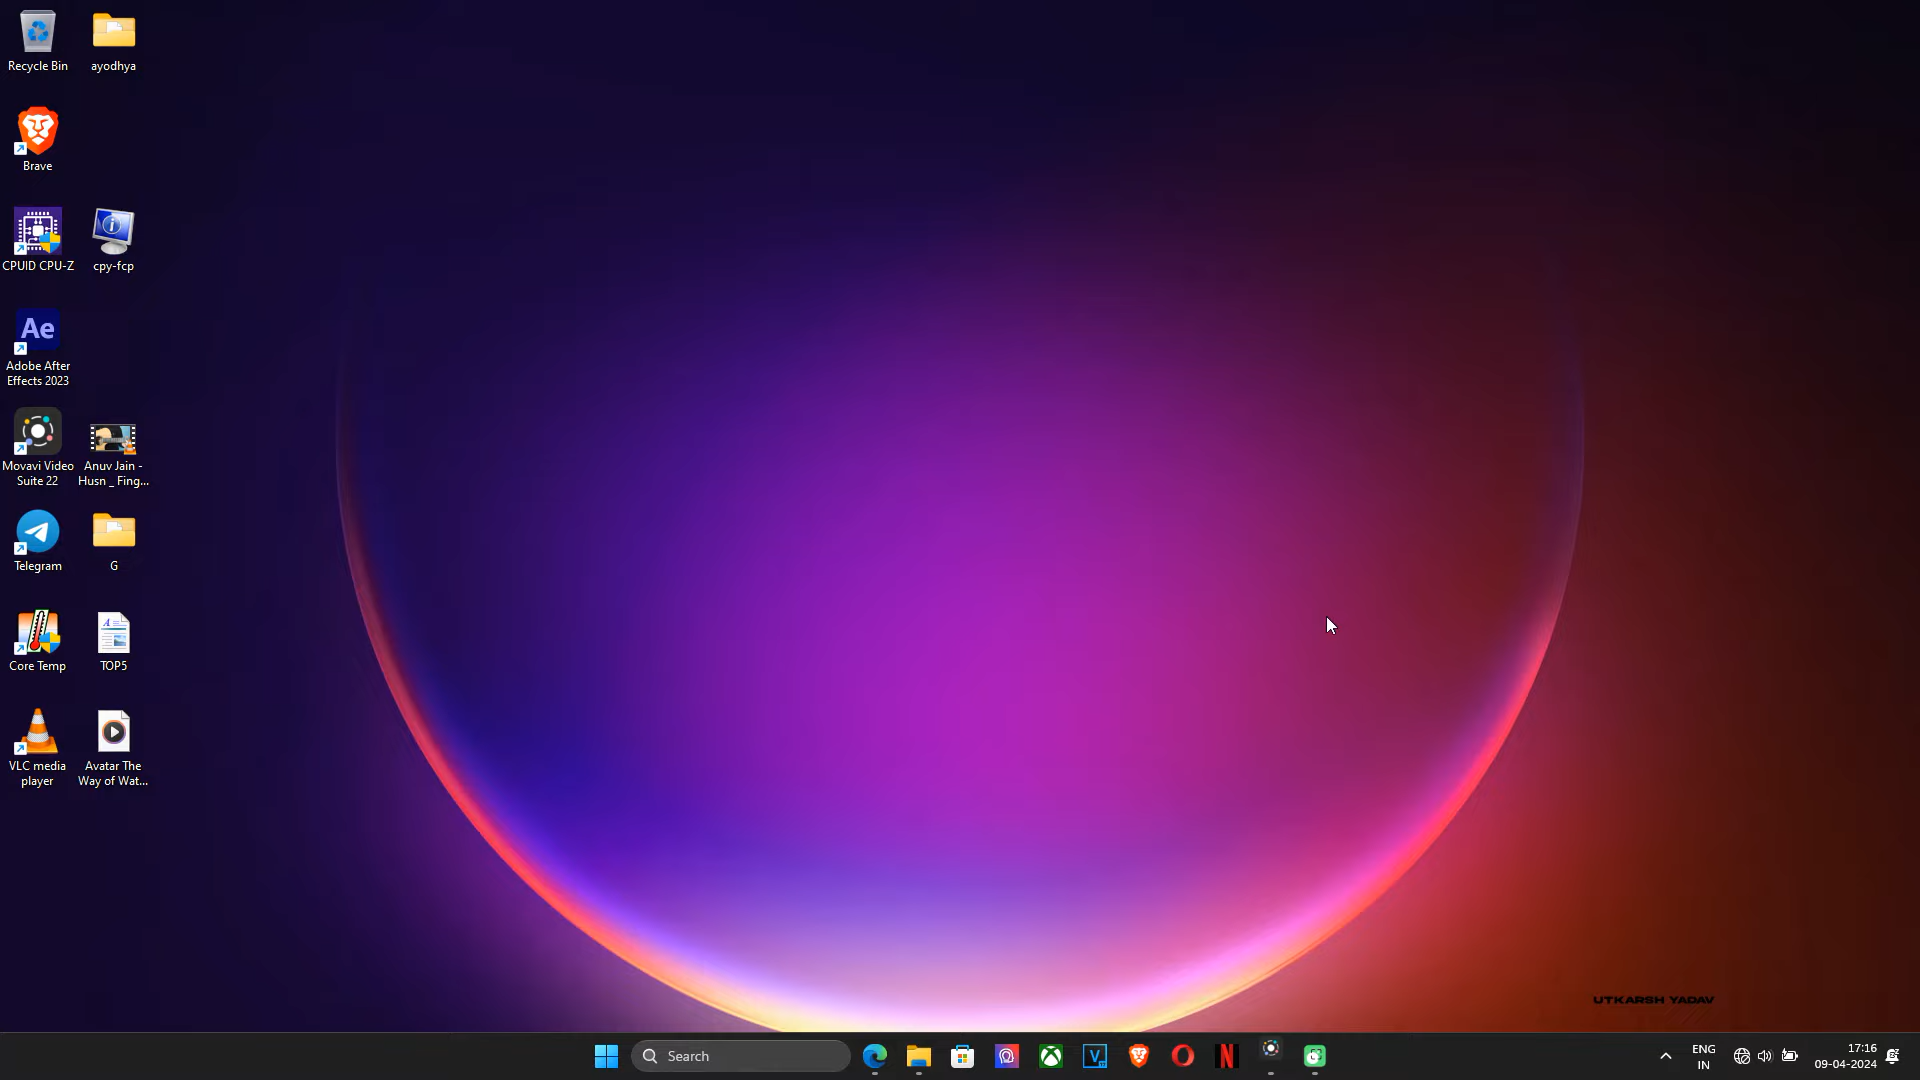 Recycle Bin
ayodhya
Brave
CPUID CPU-Z
cpy-fcp
Ae
Adobe After
Effects 2023
Movavi Video
Suite 22
Anuv Jain -
Husn _ Fing...
Telegram
G
Core Temp
TOP5
VLC media
player
Avatar The
Way of Wat...
UTKARSH YADAV
Search
V
N
ENG
IN
17:16
09-04-2024